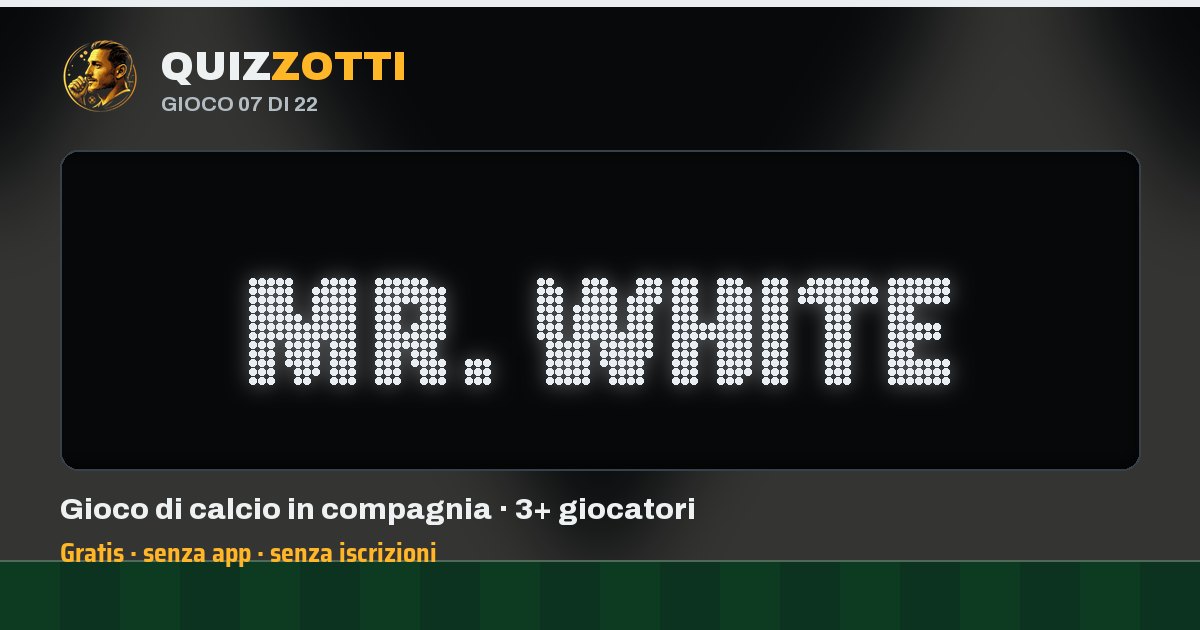 QUIZZOTTI
GIOCO 07 DI 22
MR. WHITE
Gioco di calcio in compagnia · 3+ giocatori
Gratis · senza app · senza iscrizioni